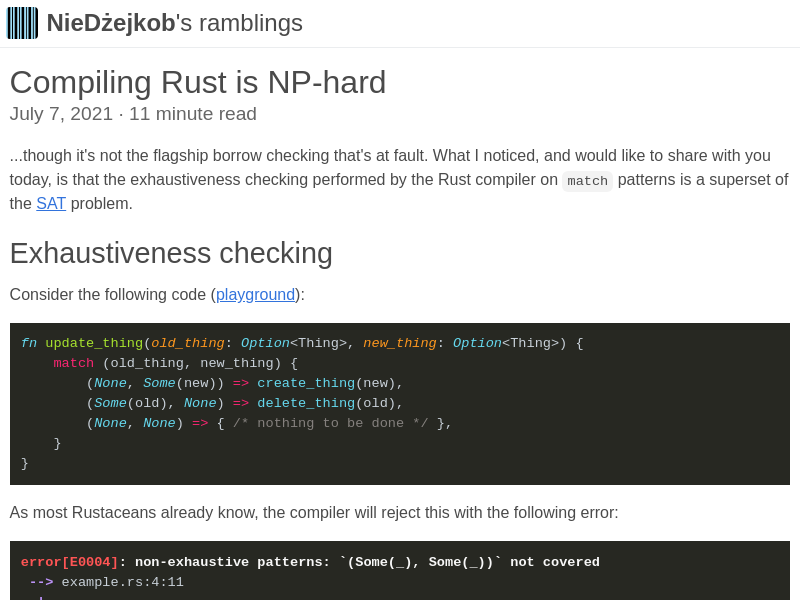 NieDżejkob's ramblings
Compiling Rust is NP-hard
July 7, 2021 · 11 minute read
...though it's not the flagship borrow checking that's at fault. What I noticed, and would like to share with you
today, is that the exhaustiveness checking performed by the Rust compiler on match patterns is a superset of
the SAT problem.
Exhaustiveness checking
Consider the following code (playground):
fn update_thing(old_thing: Option<Thing>, new_thing: Option<Thing>) {
    match (old_thing, new_thing) {
        (None, Some(new)) => create_thing(new),
        (Some(old), None) => delete_thing(old),
        (None, None) => { /* nothing to be done */ },
    }
}
As most Rustaceans already know, the compiler will reject this with the following error:
error[E0004]: non-exhaustive patterns: `(Some(_), Some(_))` not covered
 --> example.rs:4:11